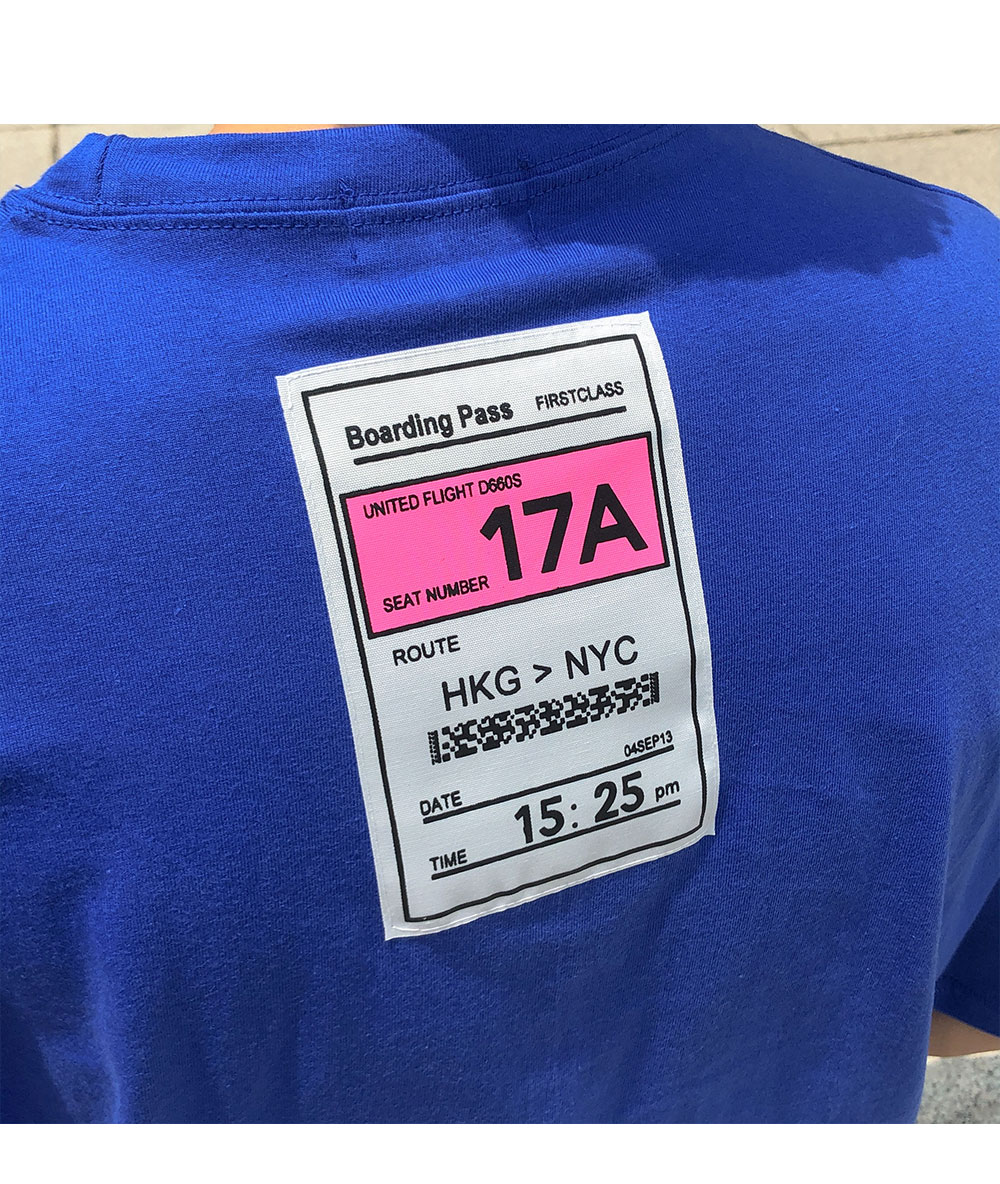 Boarding Pass FIRSTCLASS
UNITED FLIGHT D660S
17A
SEAT NUMBER
ROUTE
HKG > NYC
04SEP13
DATE
15: 25 pm
TIME